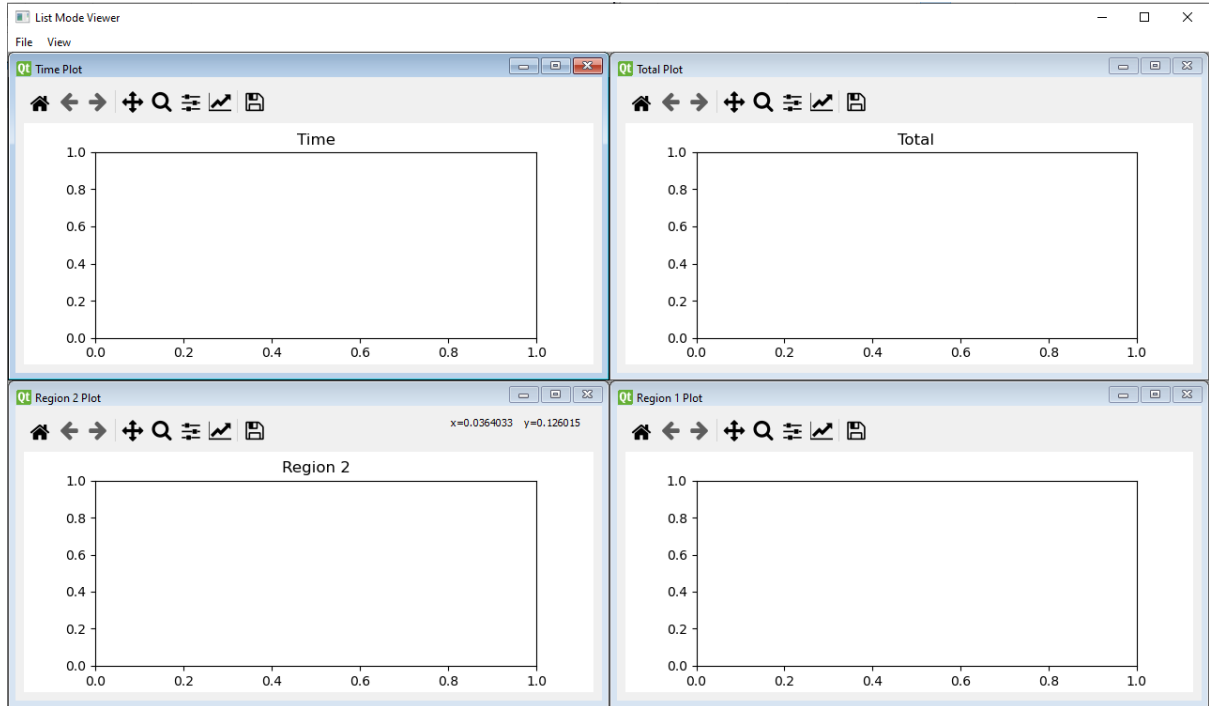 List Mode Viewer
File View
Qt Time Plot
Time
1.0
0.8
0.6
0.4
0.2
0.0
0.0 0.2 0.4 0.6 0.8 1.0
Qt Total Plot
Total
1.0
0.8
0.6
0.4
0.2
0.0
0.0 0.2 0.4 0.6 0.8 1.0
Qt Region 2 Plot
x=0.0364033 y=0.126015
Region 2
1.0
0.8
0.6
0.4
0.2
0.0
0.0 0.2 0.4 0.6 0.8 1.0
Qt Region 1 Plot
1.0
0.8
0.6
0.4
0.2
0.0
0.0 0.2 0.4 0.6 0.8 1.0